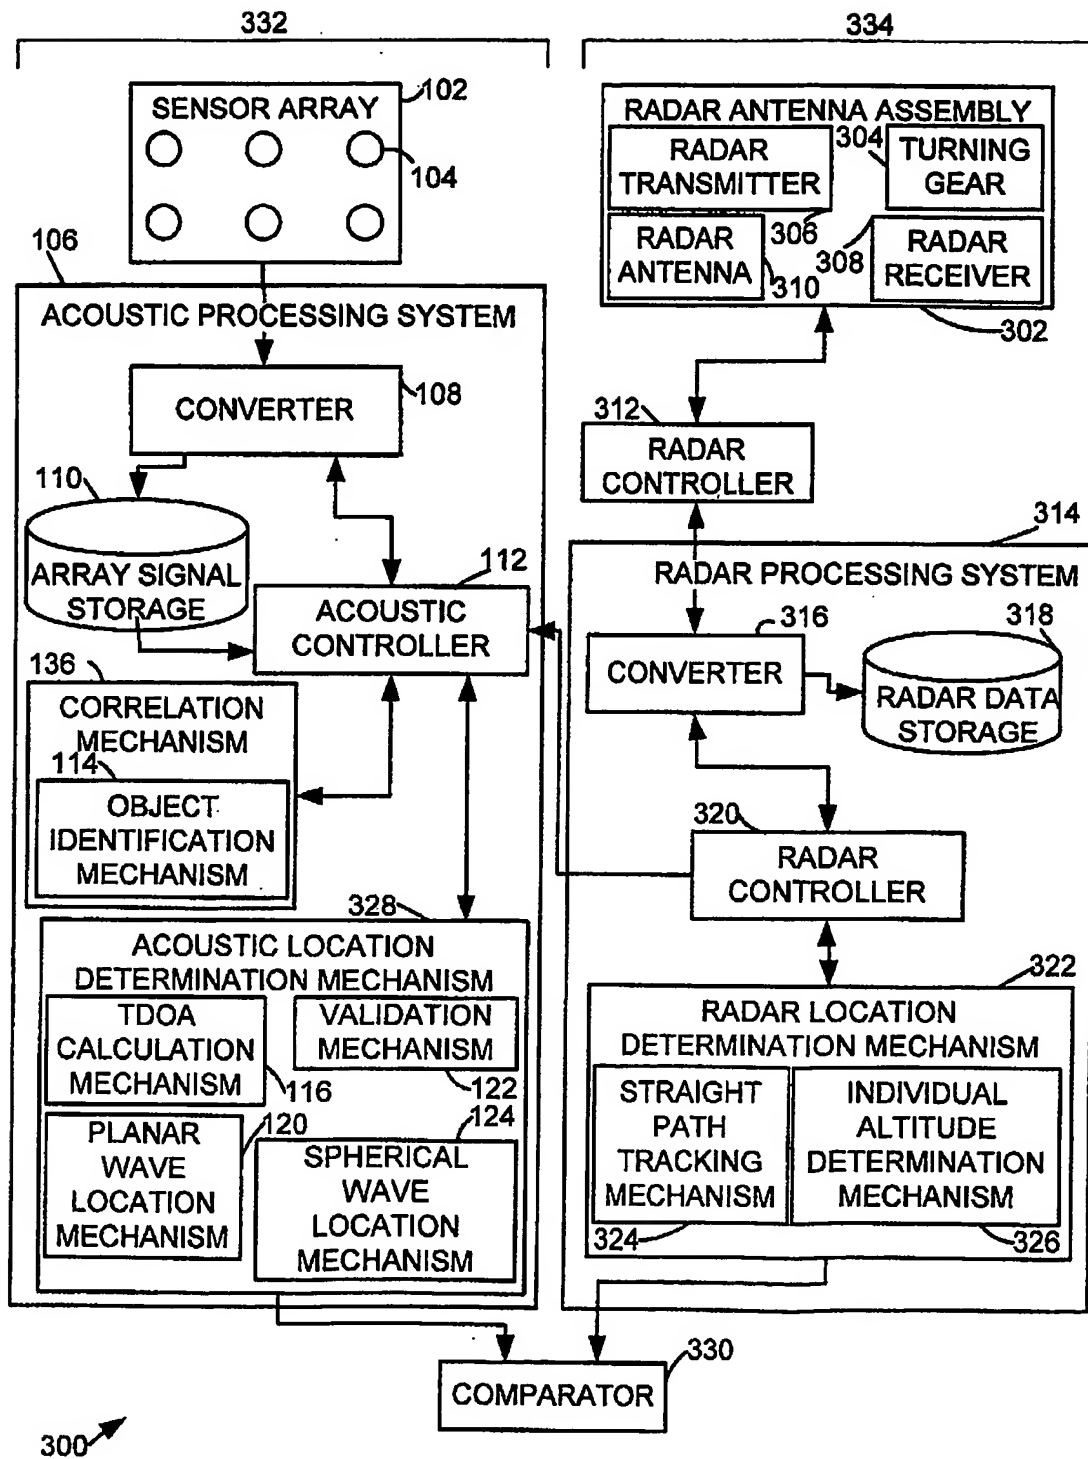 332
334
SENSOR ARRAY
102
104
106
ACOUSTIC PROCESSING SYSTEM
CONVERTER
108
110
ARRAY SIGNAL
STORAGE
112
ACOUSTIC
CONTROLLER
136
CORRELATION
MECHANISM
114
OBJECT
IDENTIFICATION
MECHANISM
328
ACOUSTIC LOCATION
DETERMINATION MECHANISM
TDOA
CALCULATION
MECHANISM
116
VALIDATION
MECHANISM
122
PLANAR
WAVE
LOCATION
MECHANISM
120
124
SPHERICAL
WAVE
LOCATION
MECHANISM
RADAR ANTENNA ASSEMBLY
RADAR
TRANSMITTER
306
304
TURNING
GEAR
RADAR
ANTENNA
310
308
RADAR
RECEIVER
302
312
RADAR
CONTROLLER
314
RADAR PROCESSING SYSTEM
316
CONVERTER
318
RADAR DATA
STORAGE
320
RADAR
CONTROLLER
322
RADAR LOCATION
DETERMINATION MECHANISM
STRAIGHT
PATH
TRACKING
MECHANISM
324
INDIVIDUAL
ALTITUDE
DETERMINATION
MECHANISM
326
COMPARATOR
330
300